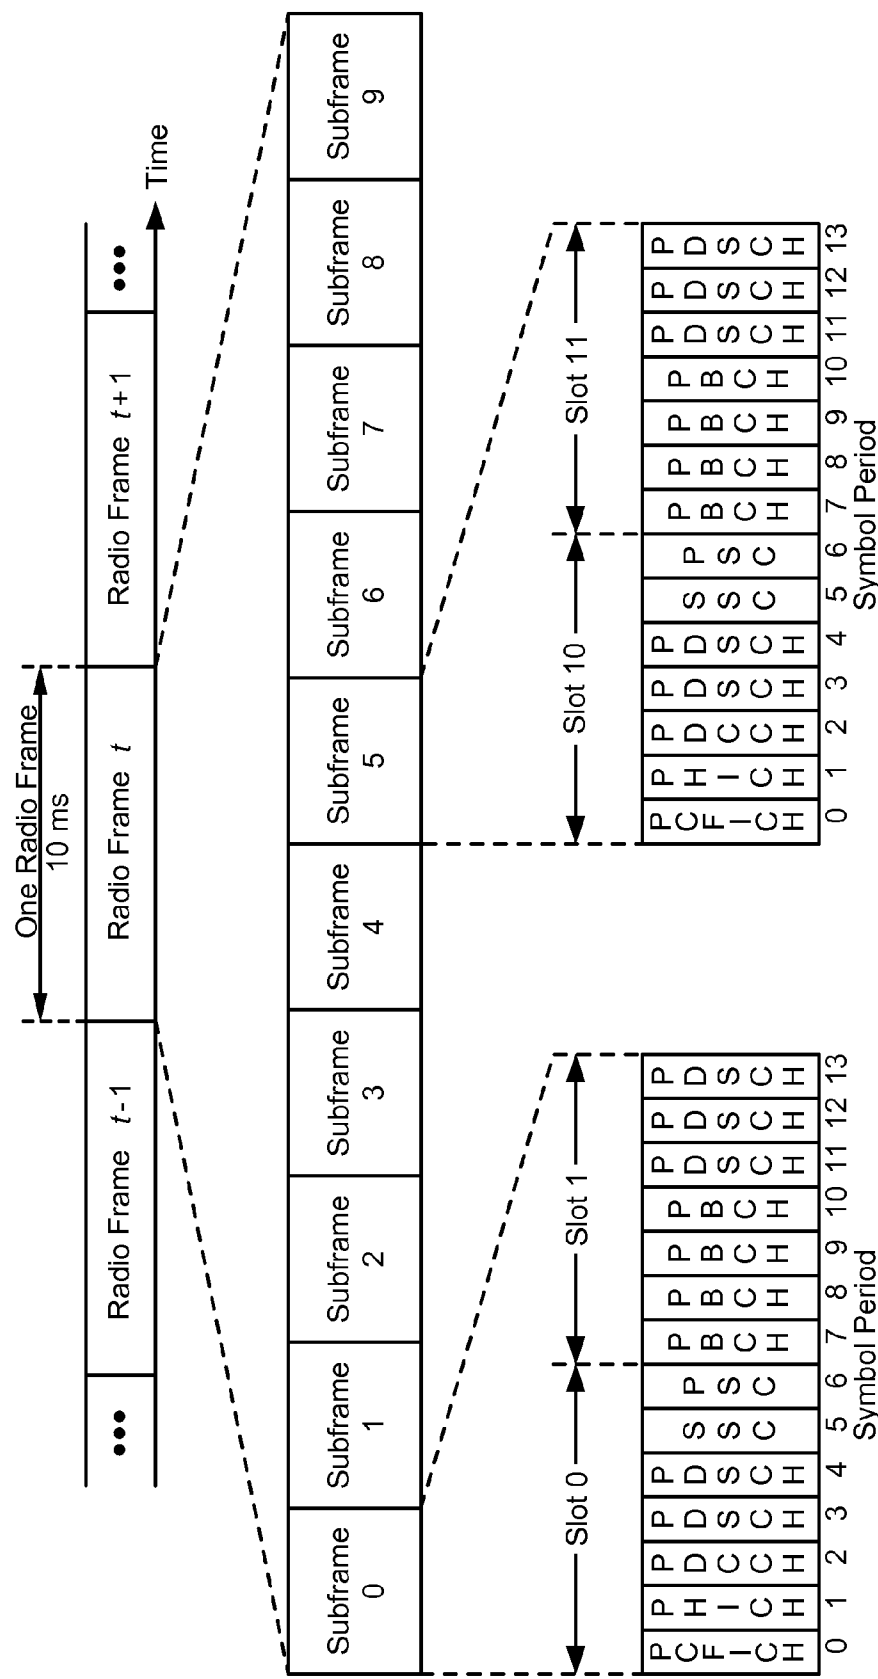 One Radio Frame
10 ms
••• Radio Frame t-1 Radio Frame t Radio Frame t+1 •••
Time
Subframe 0 Subframe 1 Subframe 2 Subframe 3 Subframe 4 Subframe 5 Subframe 6 Subframe 7 Subframe 8 Subframe 9
Slot 0 Slot 1
PCFICH PHICH PDCCH PDSCH PDSCH SSC PSC PBCH PBCH PBCH PBCH PDSCH PDSCH PDSCH
0 1 2 3 4 5 6 7 8 9 10 11 12 13
Symbol Period
Slot 10 Slot 11
PCFICH PHICH PDCCH PDSCH PDSCH SSC PSC PBCH PBCH PBCH PBCH PDSCH PDSCH PDSCH
0 1 2 3 4 5 6 7 8 9 10 11 12 13
Symbol Period